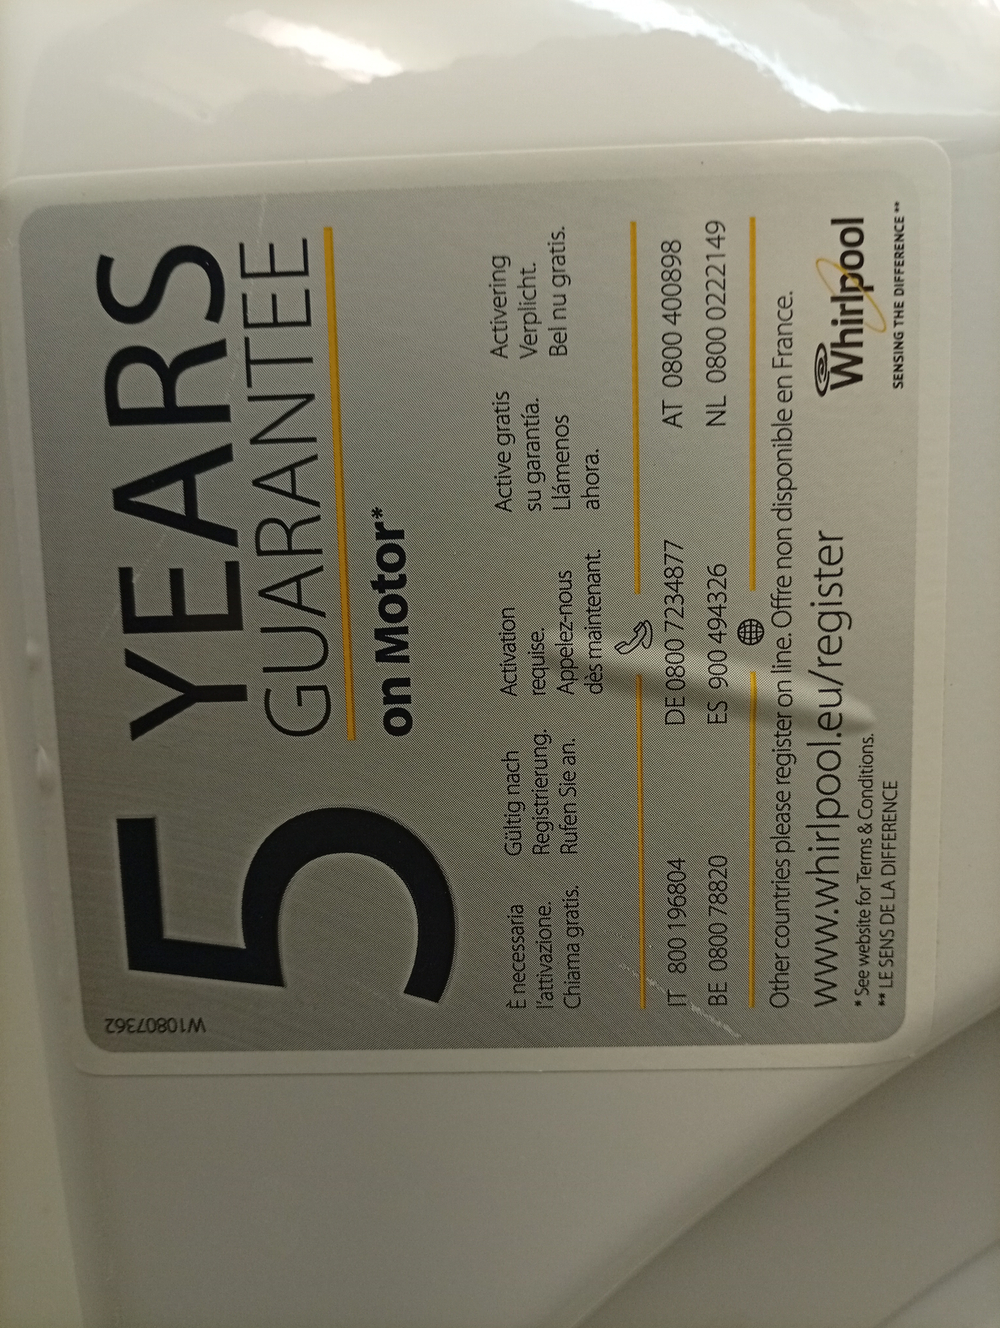 W10807362
5 YEARS
GUARANTEE
on Motor*
È necessaria
l'attivazione.
Chiama gratis.
Gültig nach
Registrierung.
Rufen Sie an.
Activation
requise.
Appelez-nous
dès maintenant.
Active gratis
su garantía.
Llámenos
ahora.
Activering
Verplicht.
Bel nu gratis.
IT 800 196804
DE 0800 7234877
AT 0800 400898
BE 0800 78820
ES 900 494326
NL 0800 0222149
Other countries please register on line. Offre non disponible en France.
www.whirlpool.eu/register
* See website for Terms & Conditions.
** LE SENS DE LA DIFFERENCE
Whirlpool
SENSING THE DIFFERENCE **